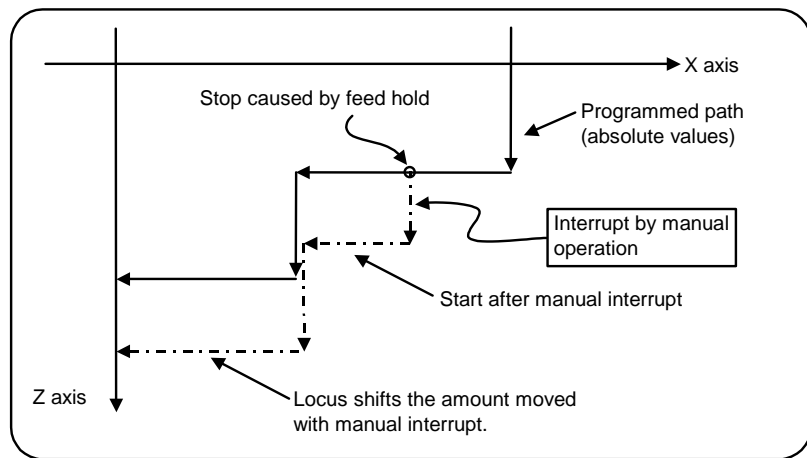 X axis
Stop caused by feed hold
Programmed path
(absolute values)
Interrupt by manual
operation
Start after manual interrupt
Z axis
Locus shifts the amount moved
with manual interrupt.